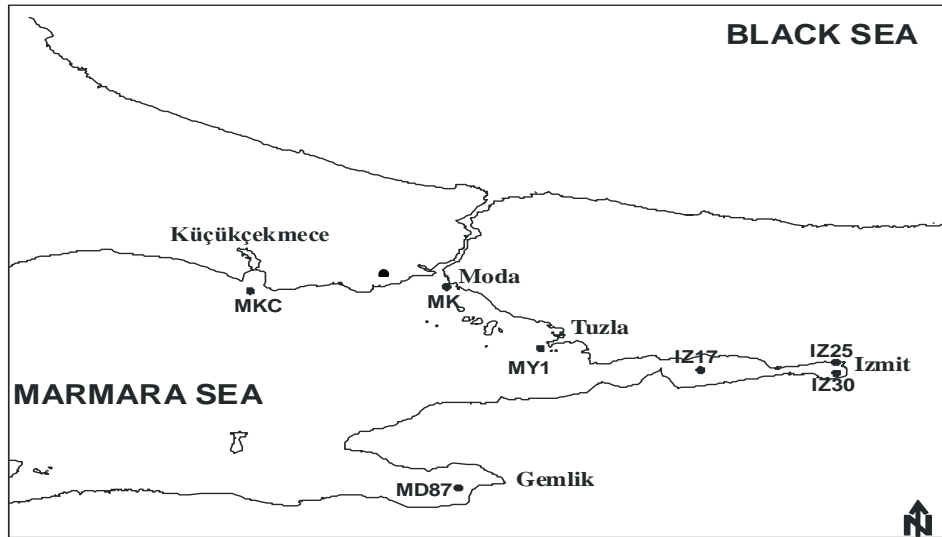 BLACK SEA
Küçükçekmece
Moda
MKC
MK
Tuzla
MY1
IZ17
IZ25
Izmit
IZ30
MARMARA SEA
Gemlik
MD87
N